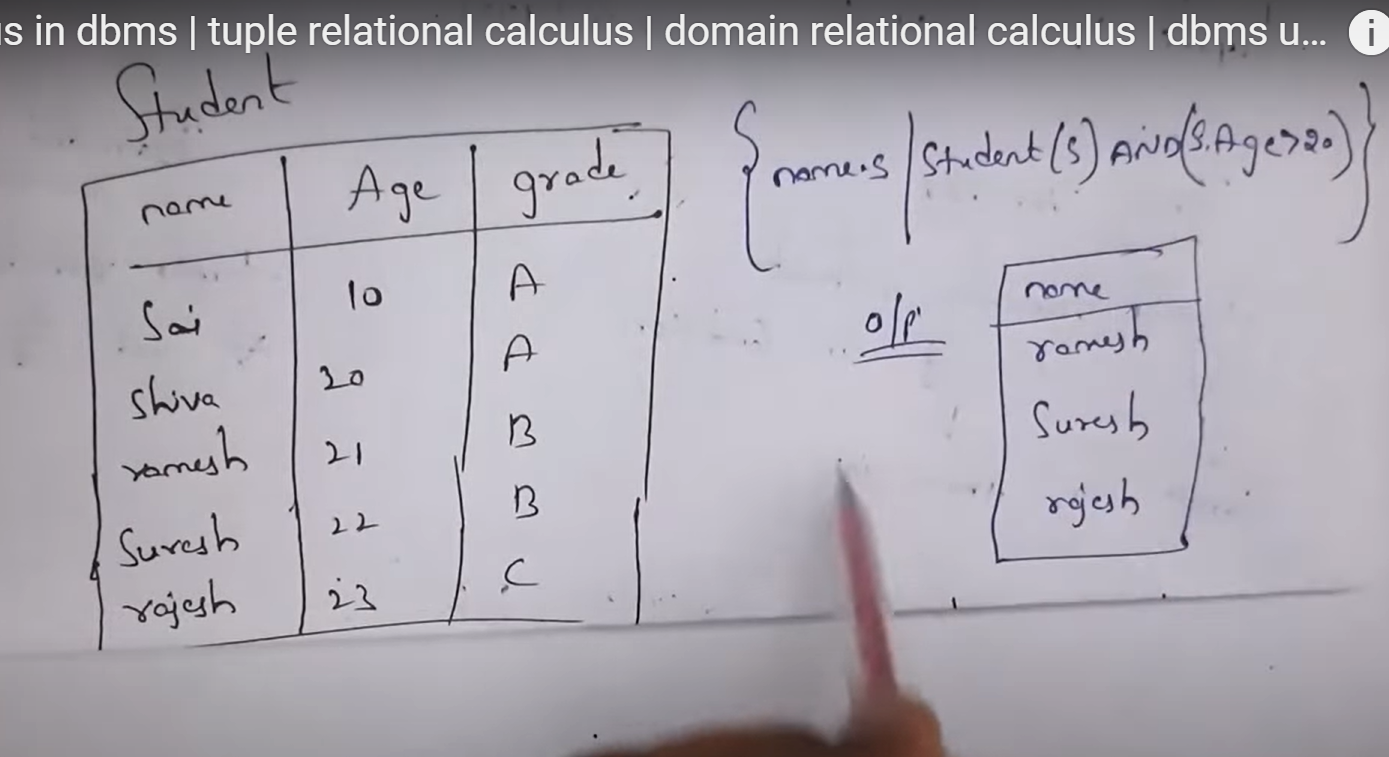 s in dbms | tuple relational calculus | domain relational calculus | dbms u... i
Student
name Age grade
Sai 10 A
Shiva 20 A
ramesh 21 B
Suresh 22 B
rajesh 23 C
{name.s | Student(S) AND(S.Age>20)}
o/p
name
ramesh
Suresh
rajesh